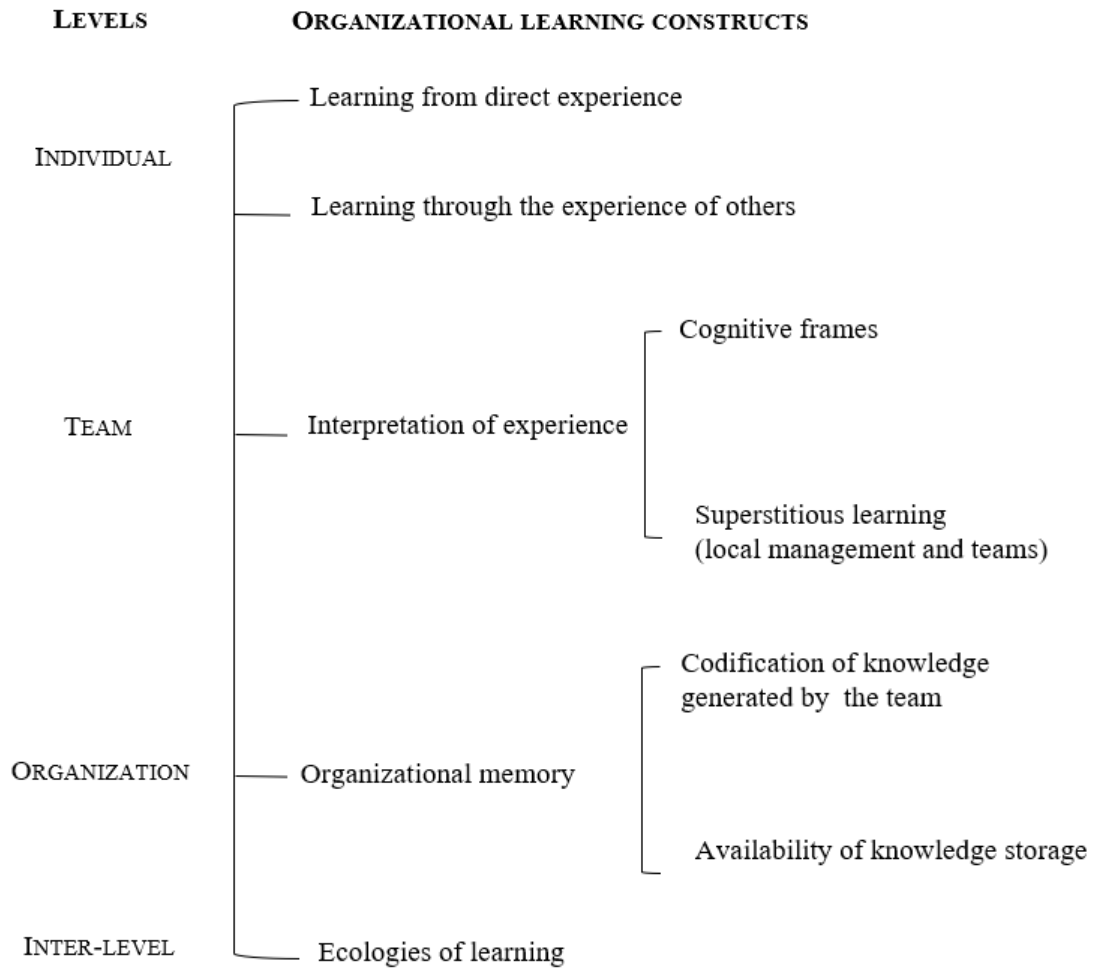 LEVELS ORGANIZATIONAL LEARNING CONSTRUCTS
Learning from direct experience
INDIVIDUAL
Learning through the experience of others
Cognitive frames
TEAM Interpretation of experience
Superstitious learning
(local management and teams)
Codification of knowledge
generated by the team
ORGANIZATION Organizational memory
Availability of knowledge storage
INTER-LEVEL Ecologies of learning